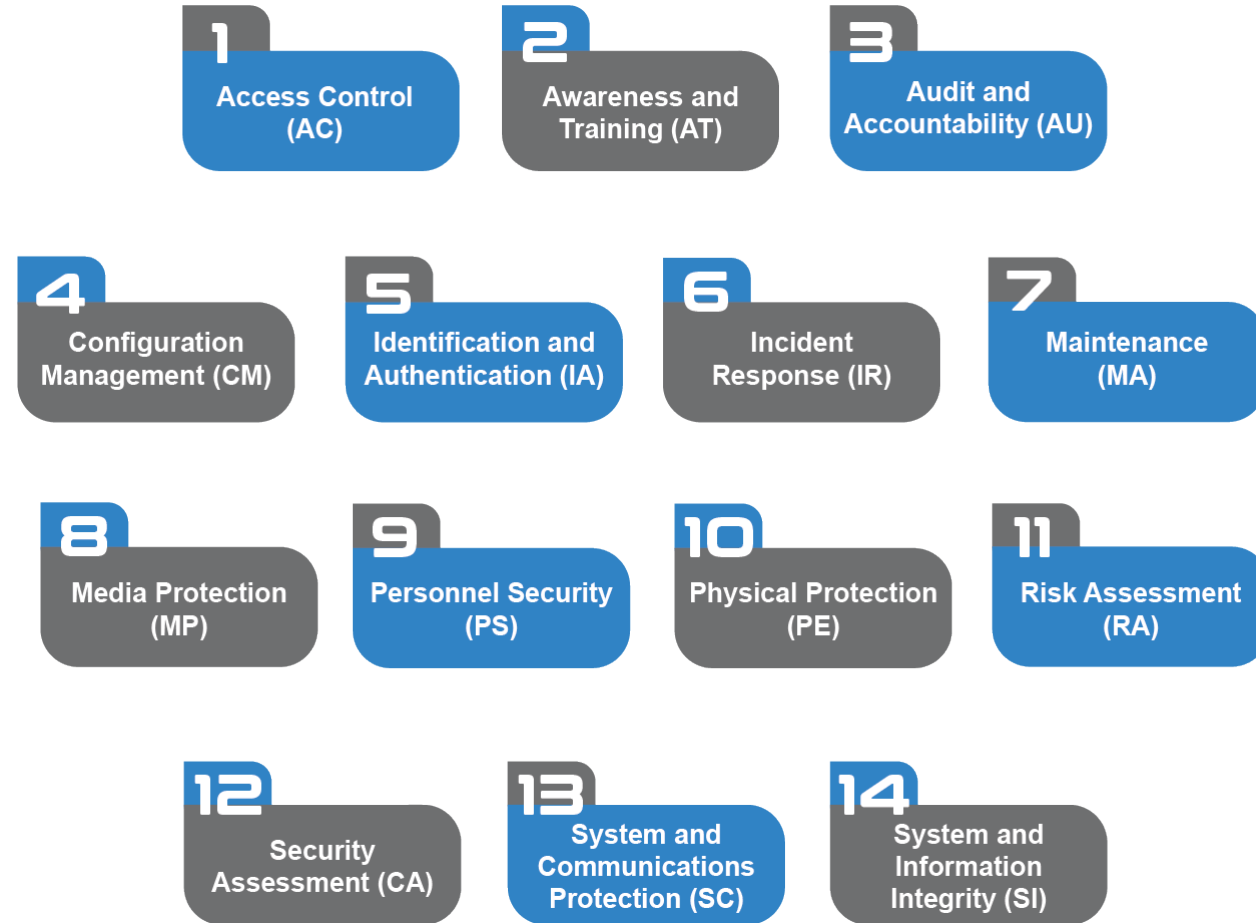 1
Access Control
(AC)
2
Awareness and
Training (AT)
3
Audit and
Accountability (AU)
4
Configuration
Management (CM)
5
Identification and
Authentication (IA)
6
Incident
Response (IR)
7
Maintenance
(MA)
8
Media Protection
(MP)
9
Personnel Security
(PS)
10
Physical Protection
(PE)
11
Risk Assessment
(RA)
12
Security
Assessment (CA)
13
System and
Communications
Protection (SC)
14
System and
Information
Integrity (SI)